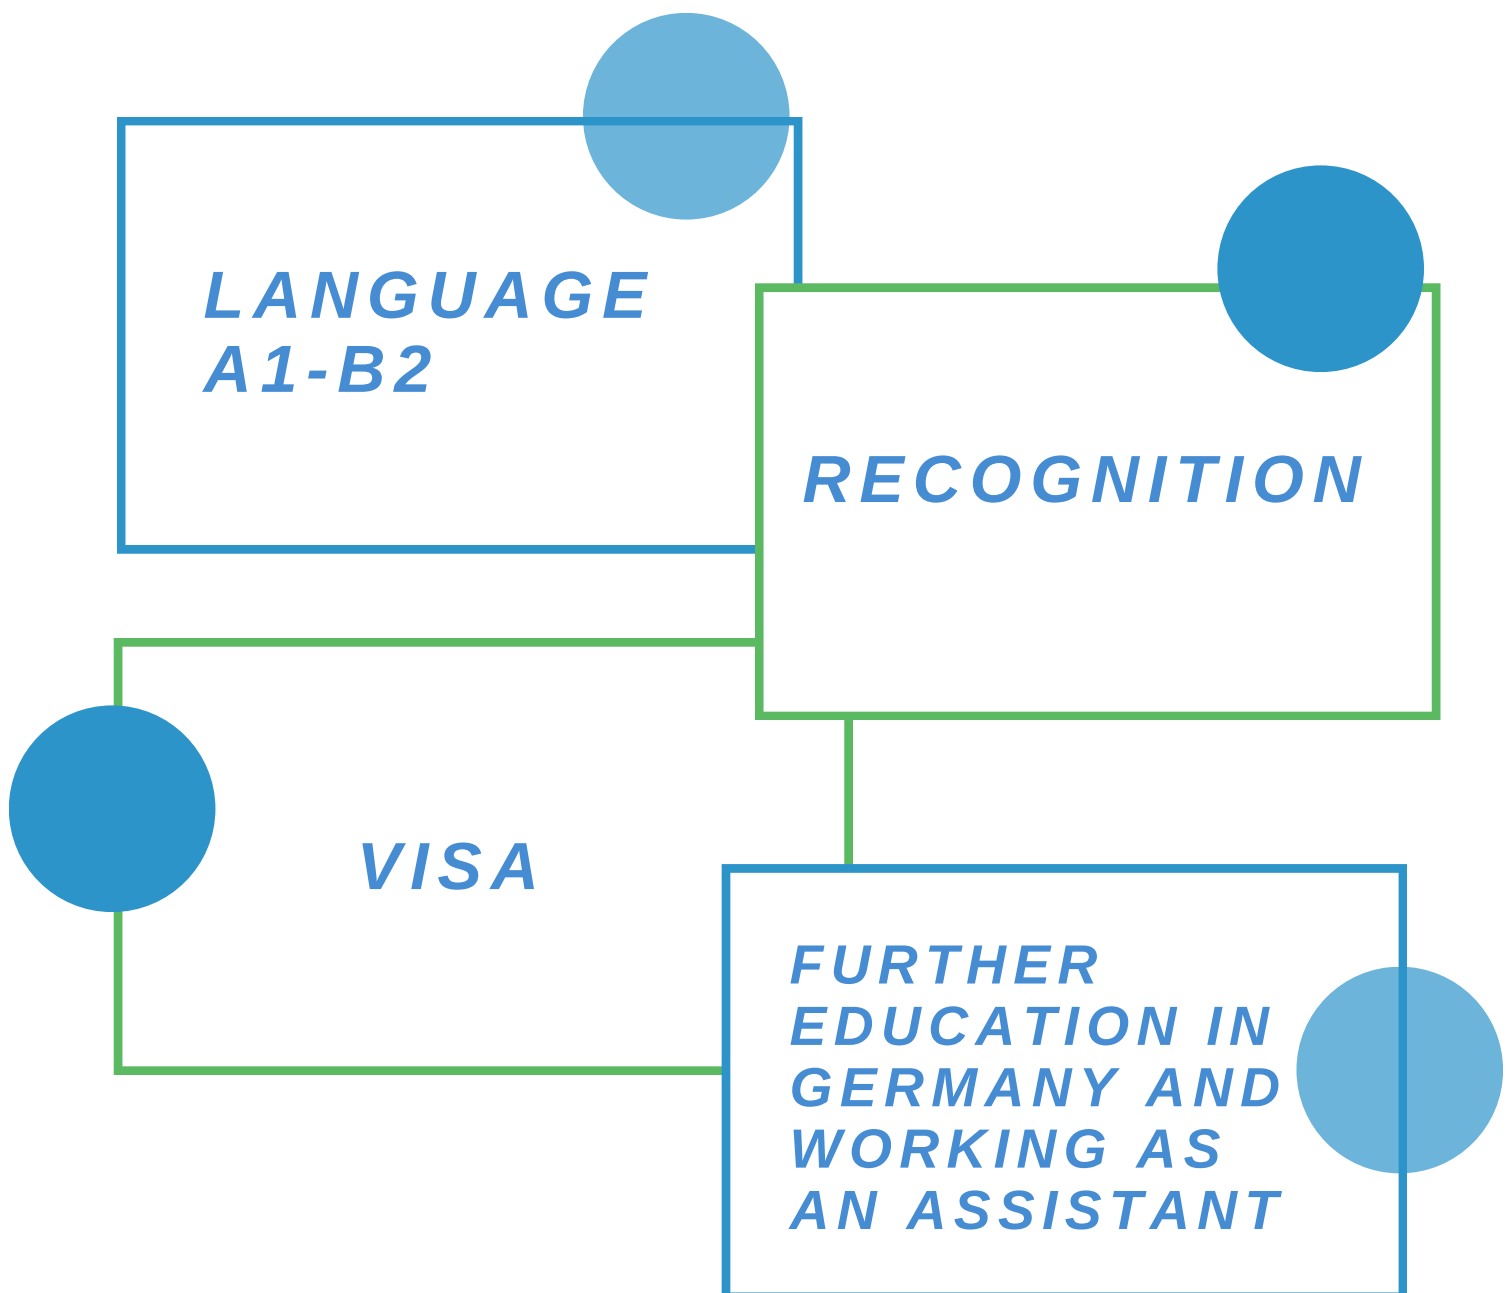 LANGUAGE
A1-B2
RECOGNITION
VISA
FURTHER
EDUCATION IN
GERMANY AND
WORKING AS
AN ASSISTANT